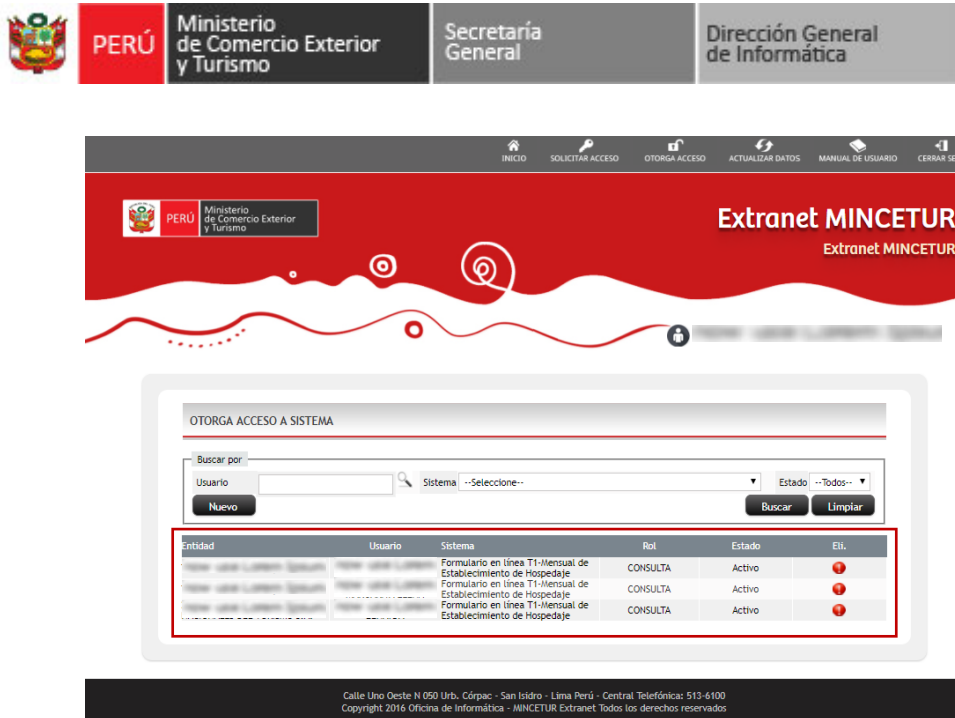 PERÚ
Ministerio
de Comercio Exterior
y Turismo
Secretaría
General
Dirección General
de Informática
INICIO SOLICITAR ACCESO OTORGA ACCESO ACTUALIZAR DATOS MANUAL DE USUARIO CERRAR SE
PERÚ
Ministerio
de Comercio Exterior
y Turismo
Extranet MINCETUR
Extranet MINCETUR
OTORGA ACCESO A SISTEMA
Buscar por
Usuario Sistema --Seleccione-- Estado --Todos--
Nuevo Buscar Limpiar
Entidad Usuario Sistema Rol Estado Eli.
Formulario en línea T1-Mensual de
Establecimiento de Hospedaje
CONSULTA Activo
Formulario en línea T1-Mensual de
Establecimiento de Hospedaje
CONSULTA Activo
Formulario en línea T1-Mensual de
Establecimiento de Hospedaje
CONSULTA Activo
Calle Uno Oeste N 050 Urb. Córpac - San Isidro - Lima Perú - Central Telefónica: 513-6100
Copyright 2016 Oficina de Informática - MINCETUR Extranet Todos los derechos reservados